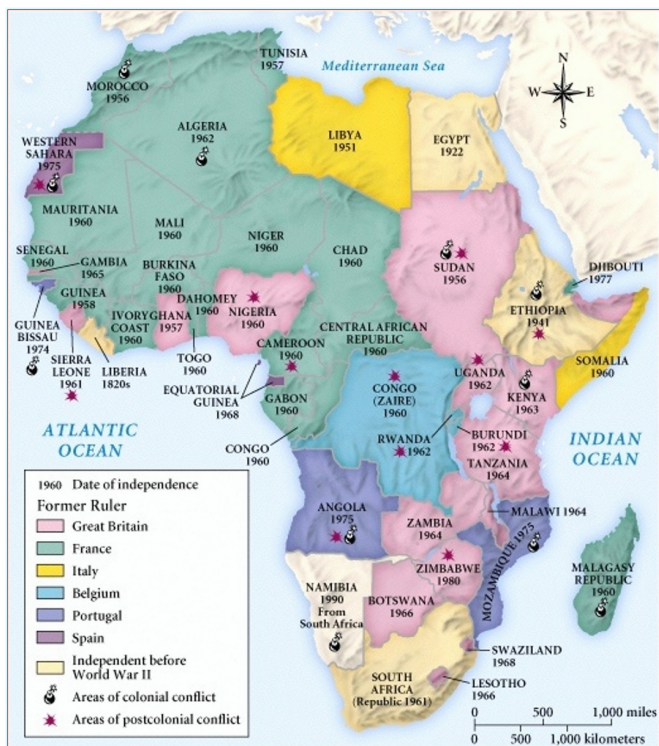 TUNISIA
1957
Mediterranean Sea
N
W
E
S
MOROCCO
1956
ALGERIA
1962
LIBYA
1951
EGYPT
1922
WESTERN
SAHARA
1975
MAURITANIA
1960
MALI
1960
NIGER
1960
CHAD
1960
SUDAN
1956
SENEGAL
1960
GAMBIA
1965
BURKINA
FASO
1960
DJIBOUTI
1977
GUINEA
1958
DAHOMEY
1960
NIGERIA
1960
ETHIOPIA
1941
GUINEA
BISSAU
1974
IVORY
COAST
1960
GHANA
1957
CAMEROON
1960
CENTRAL AFRICAN
REPUBLIC
1960
SOMALIA
1960
SIERRA
LEONE
1961
LIBERIA
1820s
TOGO
1960
EQUATORIAL
GUINEA
1968
GABON
1960
CONGO
(ZAIRE)
1960
UGANDA
1962
KENYA
1963
ATLANTIC
OCEAN
CONGO
1960
RWANDA
1962
BURUNDI
1962
TANZANIA
1964
INDIAN
OCEAN
1960 Date of independence
Former Ruler
Great Britain
France
Italy
Belgium
Portugal
Spain
Independent before
World War II
Areas of colonial conflict
Areas of postcolonial conflict
ANGOLA
1975
ZAMBIA
1964
MALAWI 1964
MOZAMBIQUE 1975
ZIMBABWE
1980
MALAGASY
REPUBLIC
1960
NAMIBIA
1990
From
South Africa
BOTSWANA
1966
SWAZILAND
1968
LESOTHO
1966
SOUTH
AFRICA
(Republic 1961)
0 500 1,000 miles
0 500 1,000 kilometers